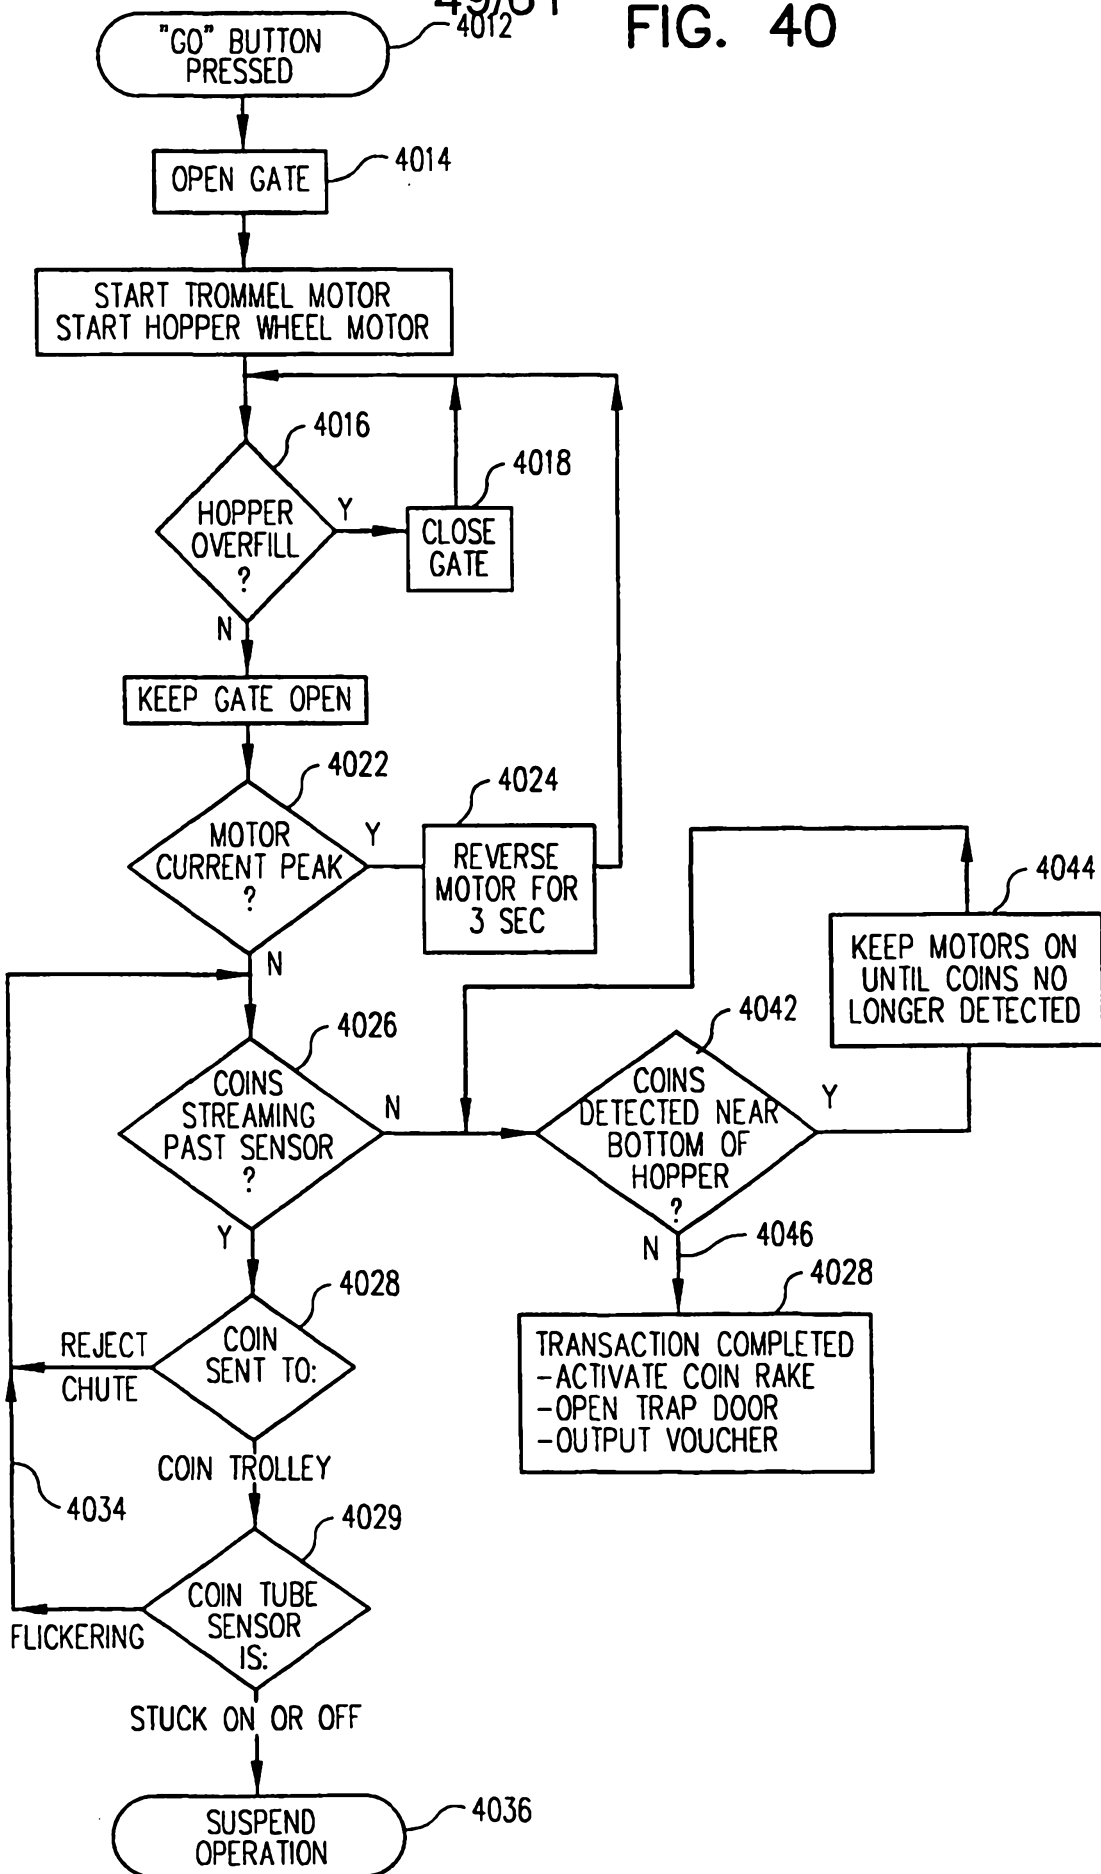 49/61
FIG. 40
"GO" BUTTON
PRESSED
4012
OPEN GATE
4014
START TROMMEL MOTOR
START HOPPER WHEEL MOTOR
4016
HOPPER
OVERFILL
?
Y
N
4018
CLOSE
GATE
KEEP GATE OPEN
4022
MOTOR
CURRENT PEAK
?
Y
N
4024
REVERSE
MOTOR FOR
3 SEC
4044
KEEP MOTORS ON
UNTIL COINS NO
LONGER DETECTED
4026
COINS
STREAMING
PAST SENSOR
?
N
Y
4042
COINS
DETECTED NEAR
BOTTOM OF
HOPPER
?
Y
N
4046
4028
TRANSACTION COMPLETED
-ACTIVATE COIN RAKE
-OPEN TRAP DOOR
-OUTPUT VOUCHER
4028
COIN
SENT TO:
REJECT
CHUTE
COIN TROLLEY
4034
4029
COIN TUBE
SENSOR
IS:
FLICKERING
STUCK ON OR OFF
SUSPEND
OPERATION
4036